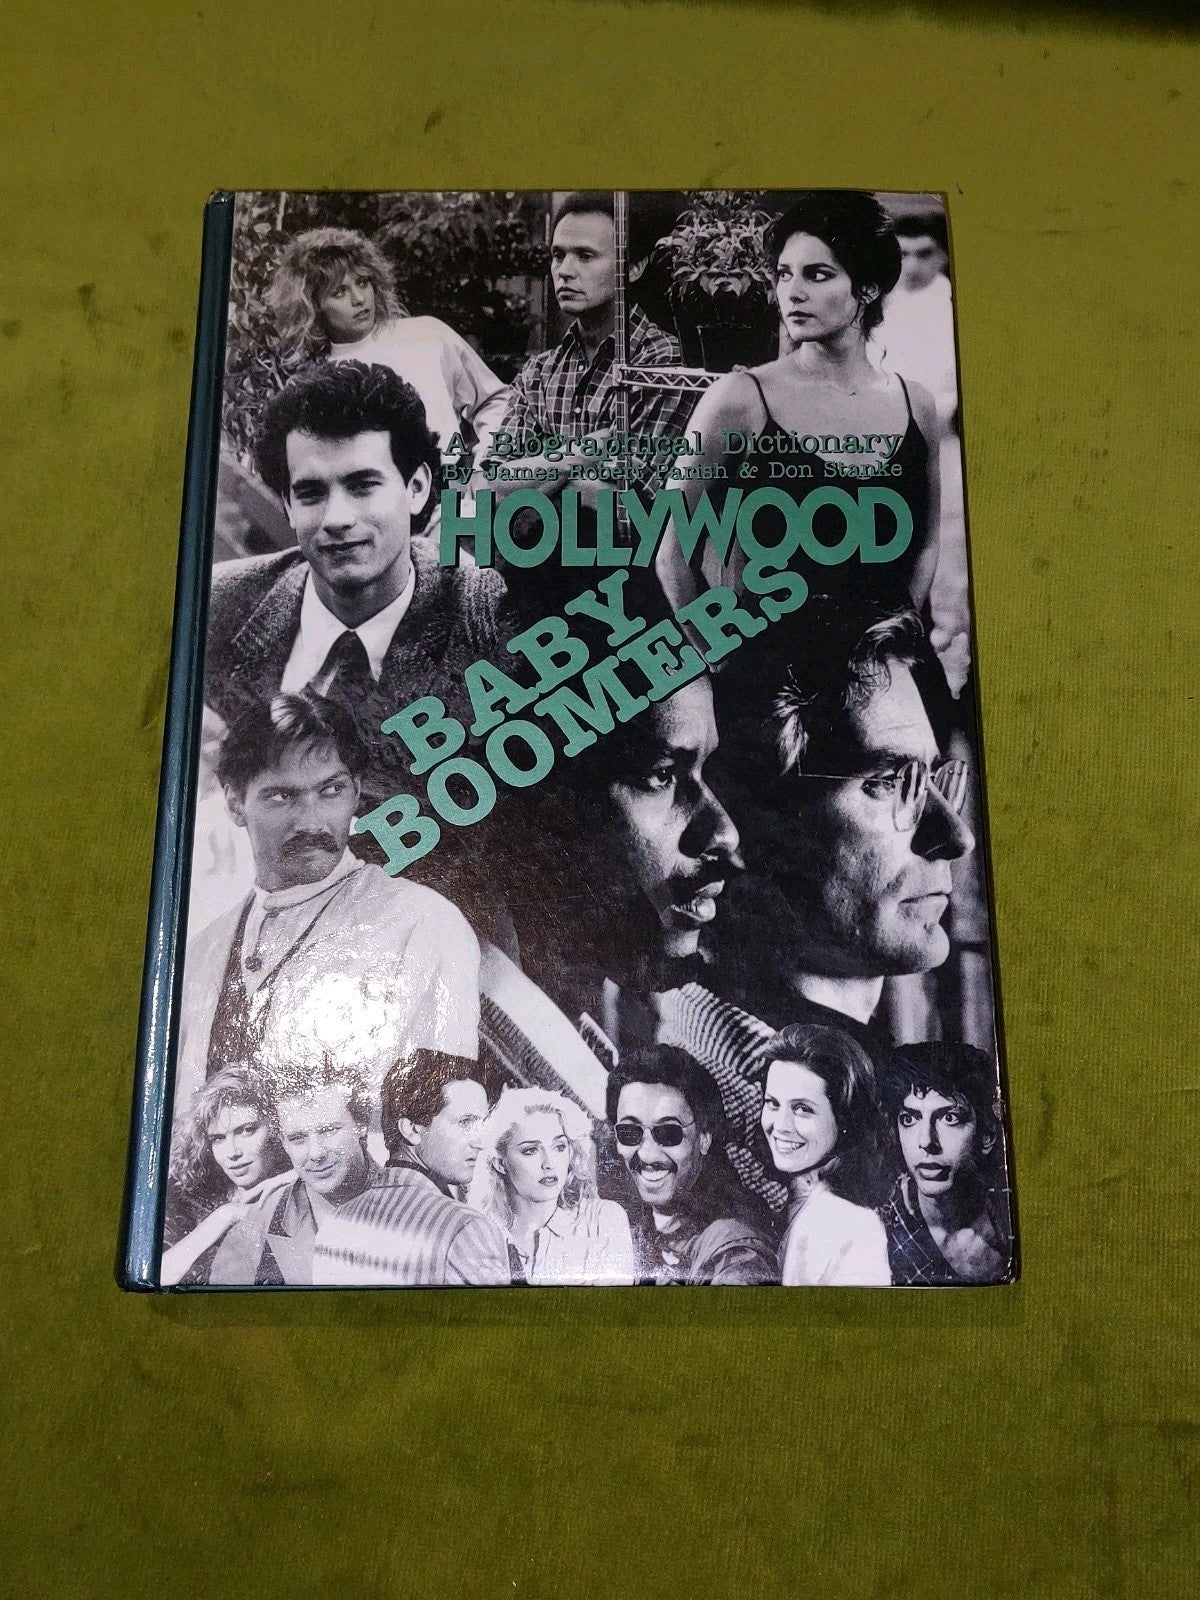 A Biographical Dictionary
By James Robert Parish & Don Stanke
HOLLYWOOD
BABY
BOOMERS